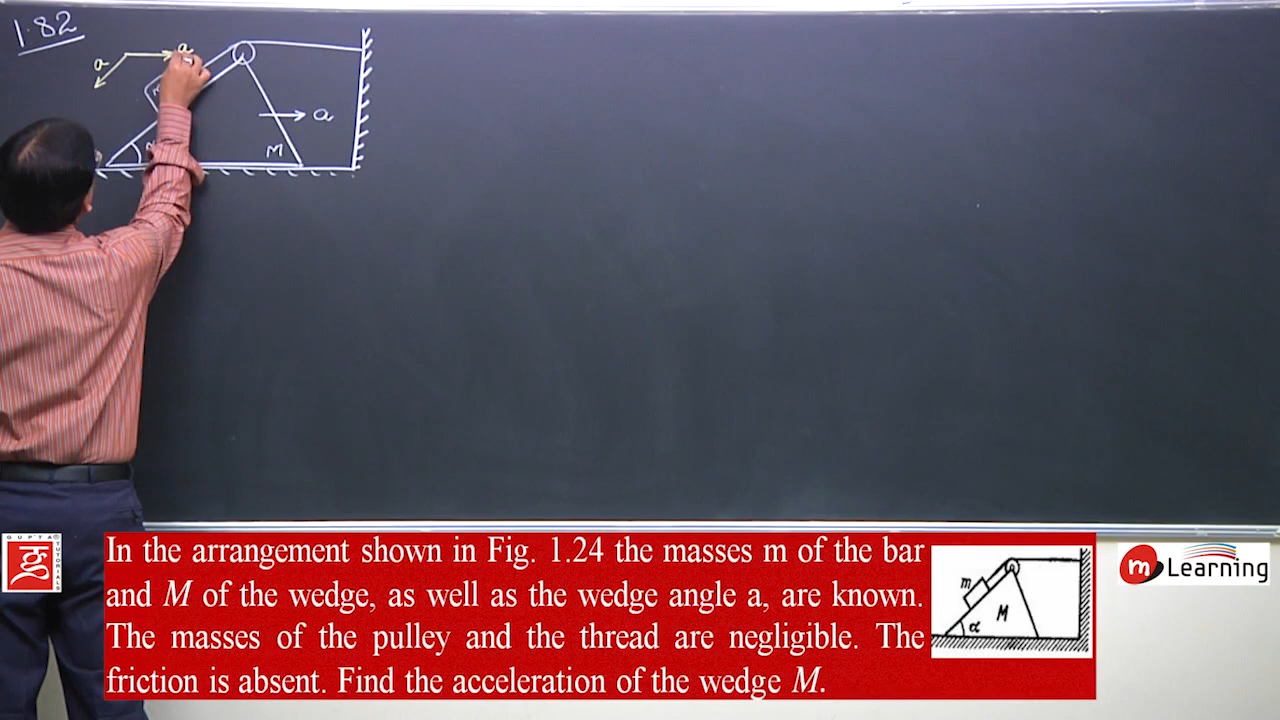 1.82
a
a
m
a
α
M
In the arrangement shown in Fig. 1.24 the masses m of the bar
and M of the wedge, as well as the wedge angle a, are known.
The masses of the pulley and the thread are negligible. The
friction is absent. Find the acceleration of the wedge M.
m
M
α
GUPTA
TUTORIALS
m Learning